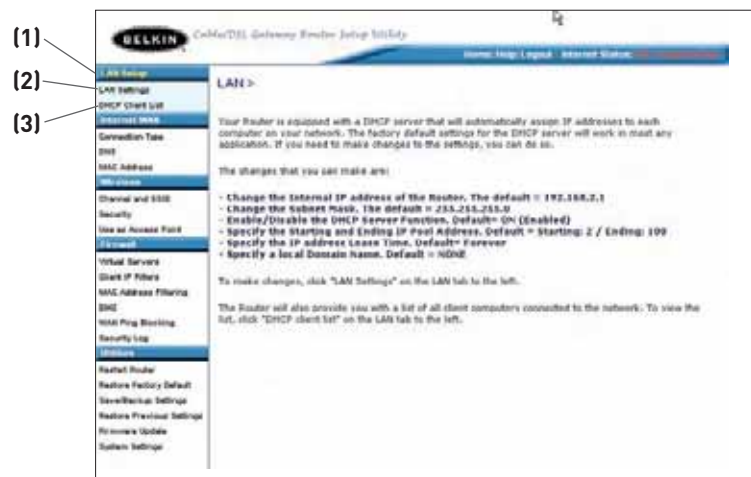 (1)
(2)
(3)
BELKIN
Cable/DSL Gateway Router Setup Utility
Home|Help|Logout Internet Status:
LAN Setup
LAN Settings
DHCP Client List
Internet WAN
Connection Type
DNS
MAC Address
Wireless
Channel and SSID
Security
Use as Access Point
Firewall
Virtual Servers
Client IP Filters
MAC Address Filtering
DMZ
WAN Ping Blocking
Security Log
Utilities
Restart Router
Restore Factory Default
Save/Backup Settings
Restore Previous Settings
Firmware Update
System Settings
LAN >
Your Router is equipped with a DHCP server that will automatically assign IP addresses to each
computer on your network. The factory default settings for the DHCP server will work in most any
application. If you need to make changes to the settings, you can do so.
The changes that you can make are:
- Change the Internal IP address of the Router. The default = 192.168.2.1
- Change the Subnet Mask. The default = 255.255.255.0
- Enable/Disable the DHCP Server Function. Default= ON (Enabled)
- Specify the Starting and Ending IP Pool Address. Default = Starting: 2 / Ending: 100
- Specify the IP address Lease Time. Default= Forever
- Specify a local Domain Name. Default = NONE
To make changes, click "LAN Settings" on the LAN tab to the left.
The Router will also provide you with a list of all client computers connected to the network. To view the
list, click "DHCP client list" on the LAN tab to the left.